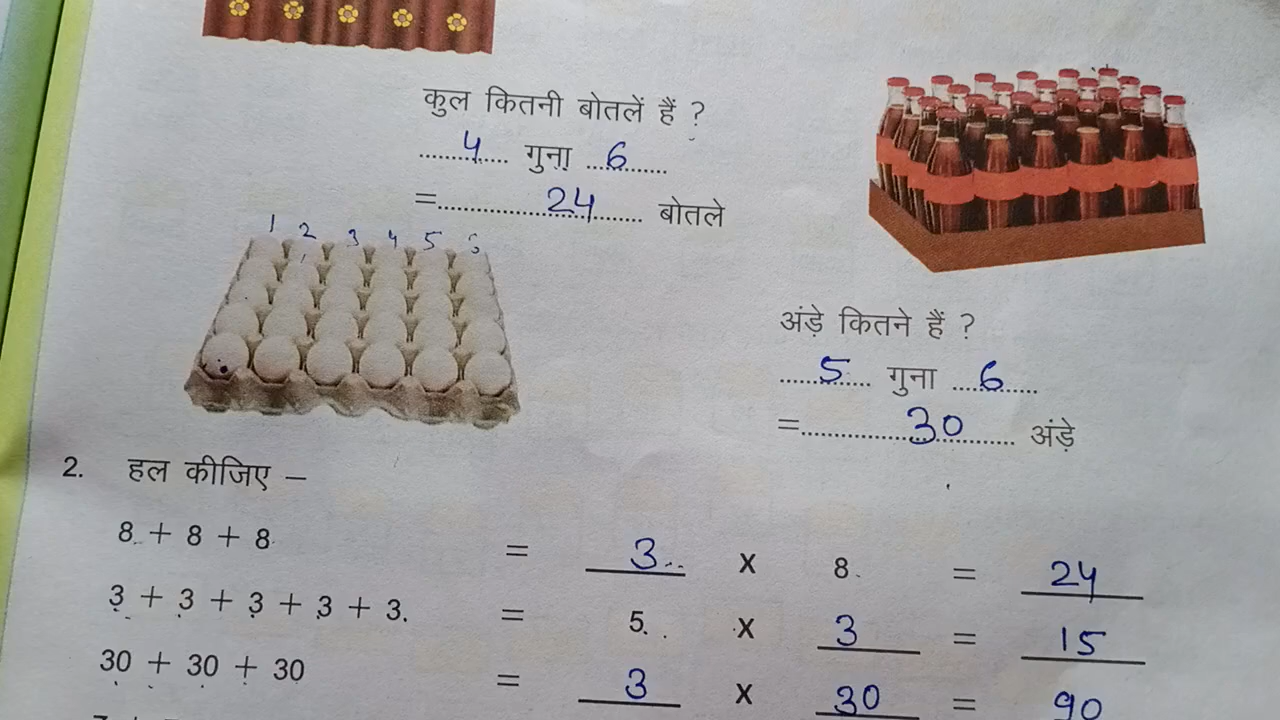 कुल कितनी बोतलें हैं ?
4 गुना 6
= 24 बोतले
1 2 3 4 5 6
अंड़े कितने हैं ?
5 गुना 6
= 30 अंड़े
2. हल कीजिए –
8 + 8 + 8 = 3 x 8 = 24
3 + 3 + 3 + 3 + 3 = 5 x 3 = 15
30 + 30 + 30 = 3 x 30 = 90